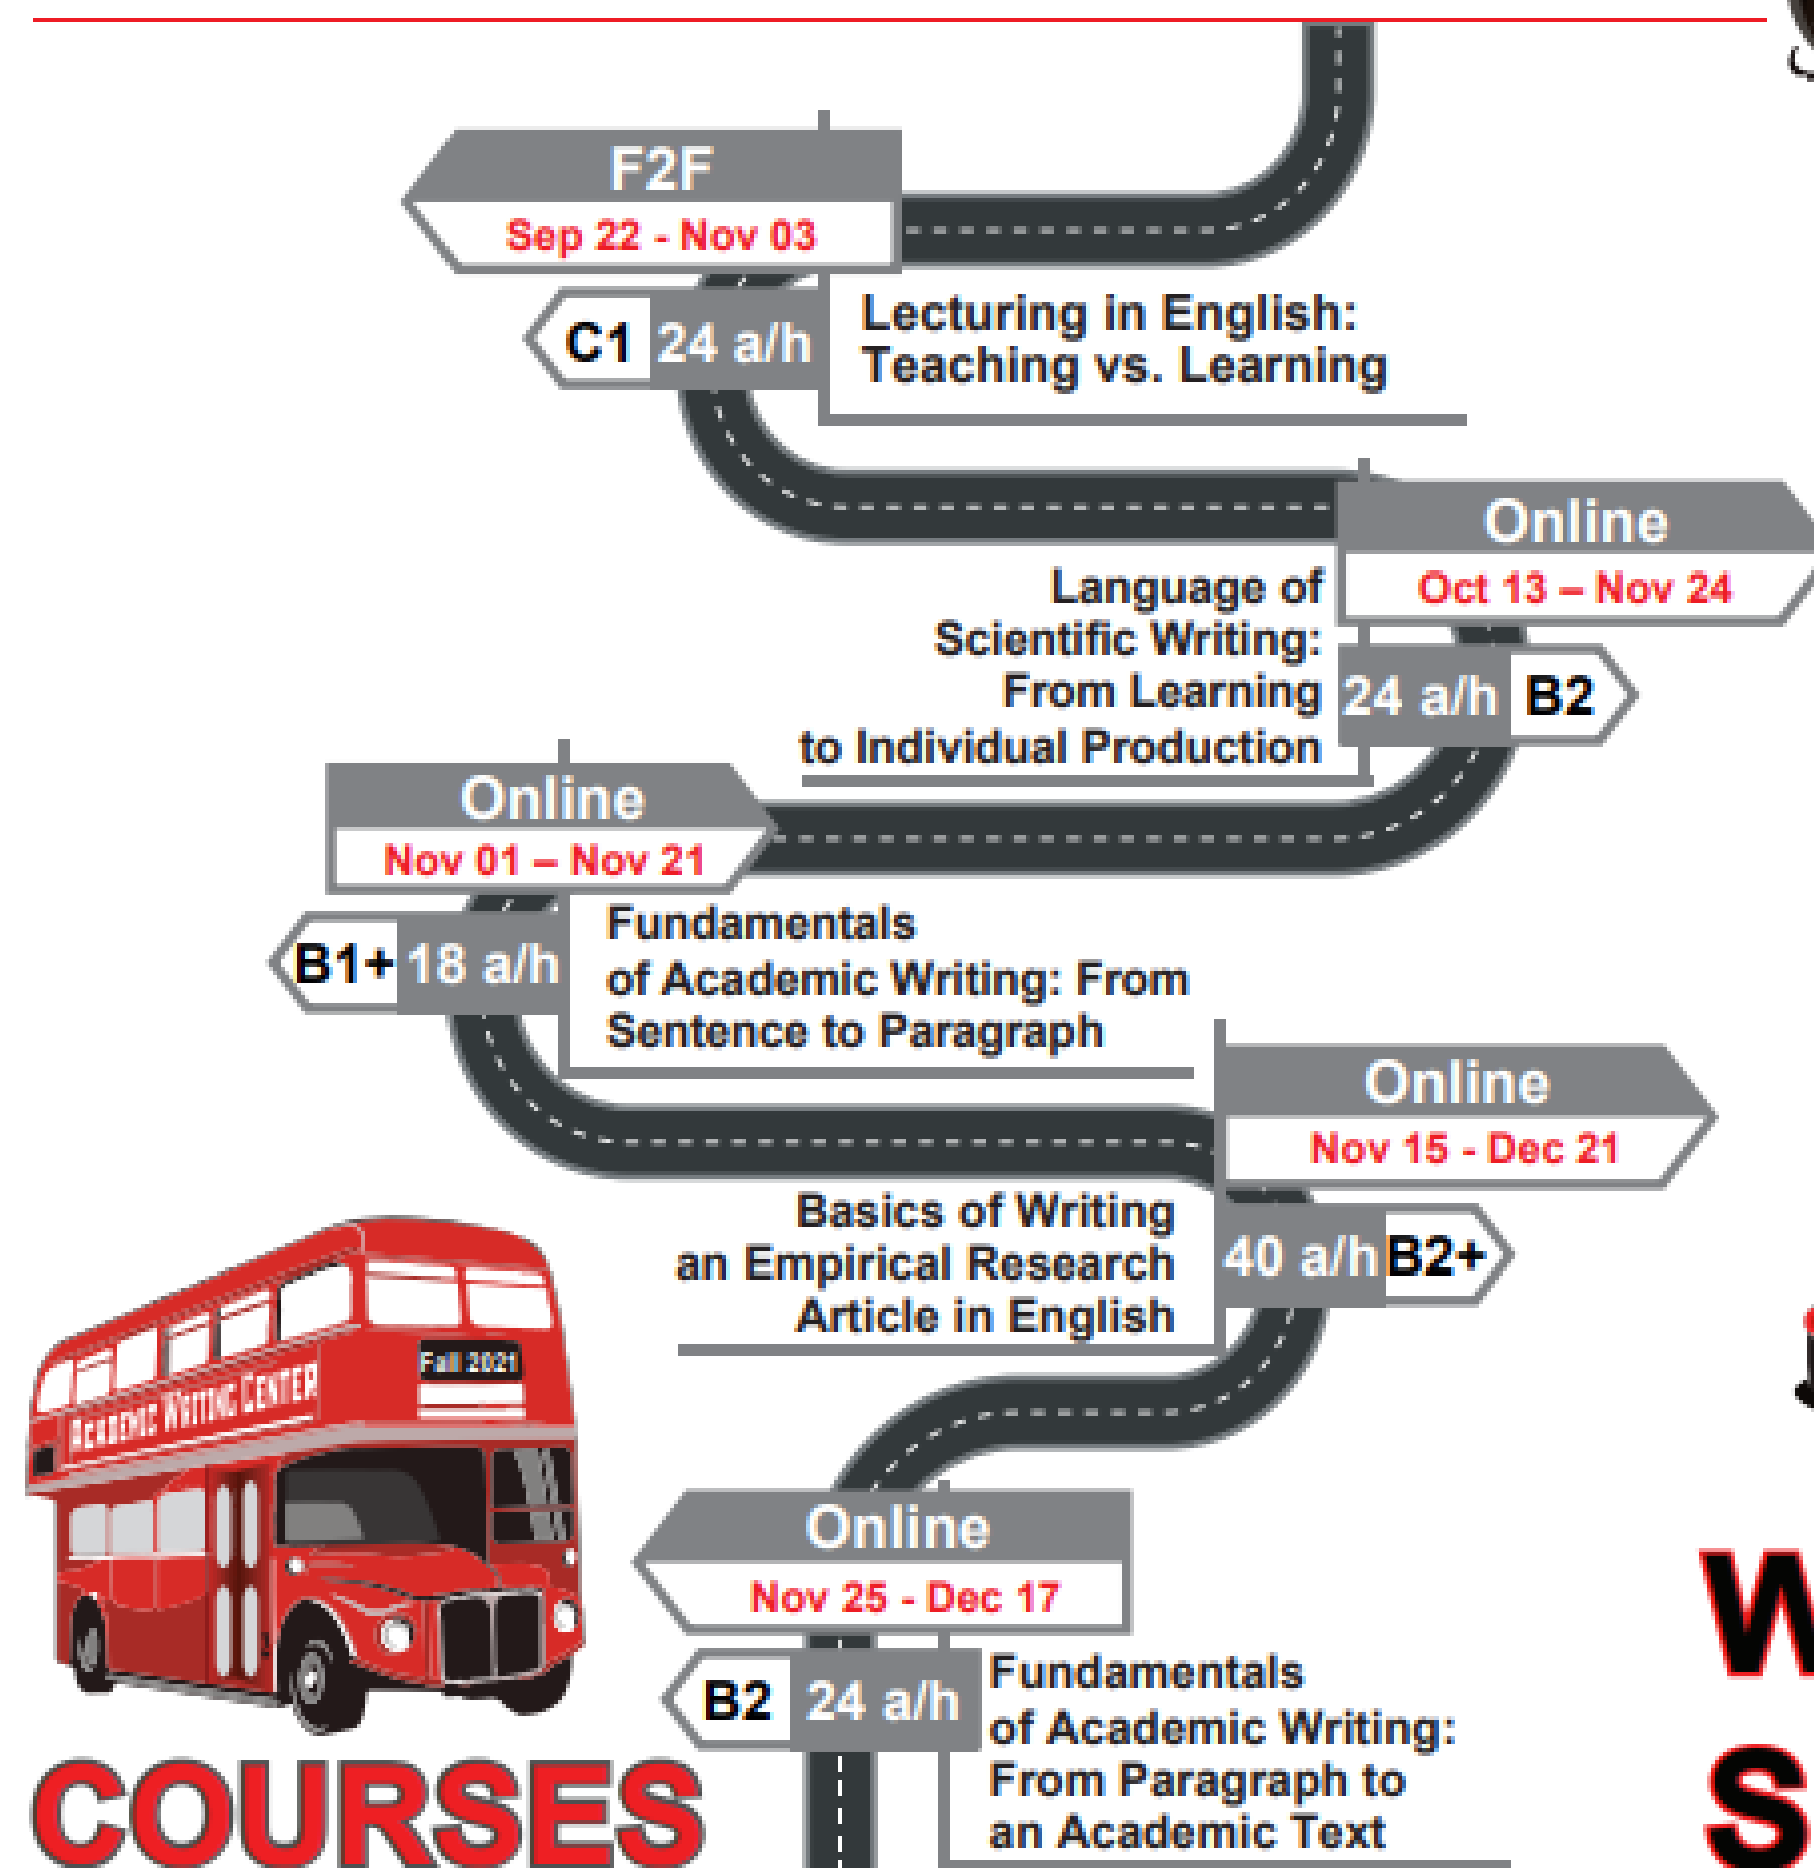 F2F
Sep 22 - Nov 03
C1 24 a/h
Lecturing in English:
Teaching vs. Learning
Online
Oct 13 – Nov 24
Language of
Scientific Writing:
From Learning
to Individual Production
24 a/h B2
Online
Nov 01 – Nov 21
B1+ 18 a/h
Fundamentals
of Academic Writing: From
Sentence to Paragraph
Online
Nov 15 - Dec 21
Basics of Writing
an Empirical Research
Article in English
40 a/h B2+
Fall 2021
ACADEMIC WRITING CENTER
Online
Nov 25 - Dec 17
B2 24 a/h
Fundamentals
of Academic Writing:
From Paragraph to
an Academic Text
COURSES